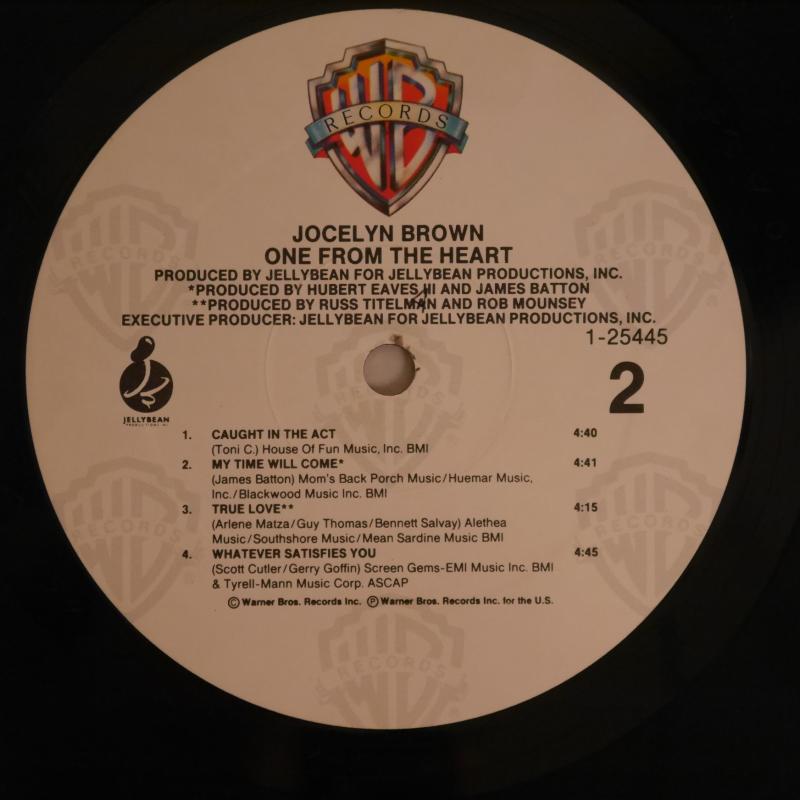 WB
RECORDS
JOCELYN BROWN
ONE FROM THE HEART
PRODUCED BY JELLYBEAN FOR JELLYBEAN PRODUCTIONS, INC.
*PRODUCED BY HUBERT EAVES III AND JAMES BATTON
**PRODUCED BY RUSS TITELMAN AND ROB MOUNSEY
EXECUTIVE PRODUCER: JELLYBEAN FOR JELLYBEAN PRODUCTIONS, INC.
1-25445
2
JELLYBEAN
PRODUCTIONS
1. CAUGHT IN THE ACT 4:40
(Toni C.) House Of Fun Music, Inc. BMI
2. MY TIME WILL COME* 4:41
(James Batton) Mom's Back Porch Music/Huemar Music,
Inc./Blackwood Music Inc. BMI
3. TRUE LOVE** 4:15
(Arlene Matza/Guy Thomas/Bennett Salvay) Alethea
Music/Southshore Music/Mean Sardine Music BMI
4. WHATEVER SATISFIES YOU 4:45
(Scott Cutler/Gerry Goffin) Screen Gems-EMI Music Inc. BMI
& Tyrell-Mann Music Corp. ASCAP
©Warner Bros. Records Inc. ℗Warner Bros. Records Inc. for the U.S.